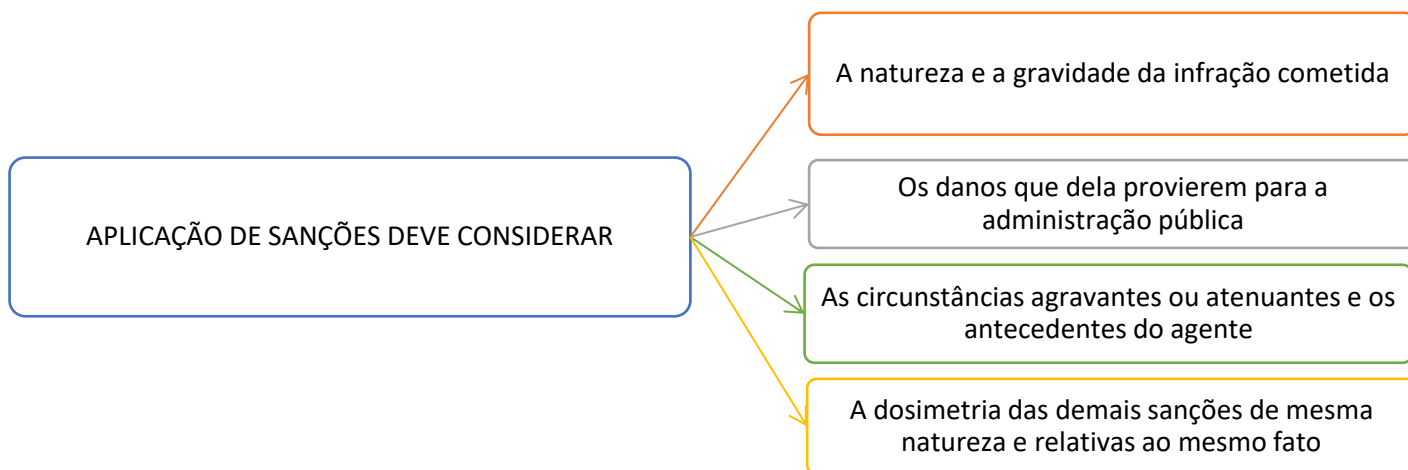 APLICAÇÃO DE SANÇÕES DEVE CONSIDERAR
A natureza e a gravidade da infração cometida
Os danos que dela provierem para a
administração pública
As circunstâncias agravantes ou atenuantes e os
antecedentes do agente
A dosimetria das demais sanções de mesma
natureza e relativas ao mesmo fato